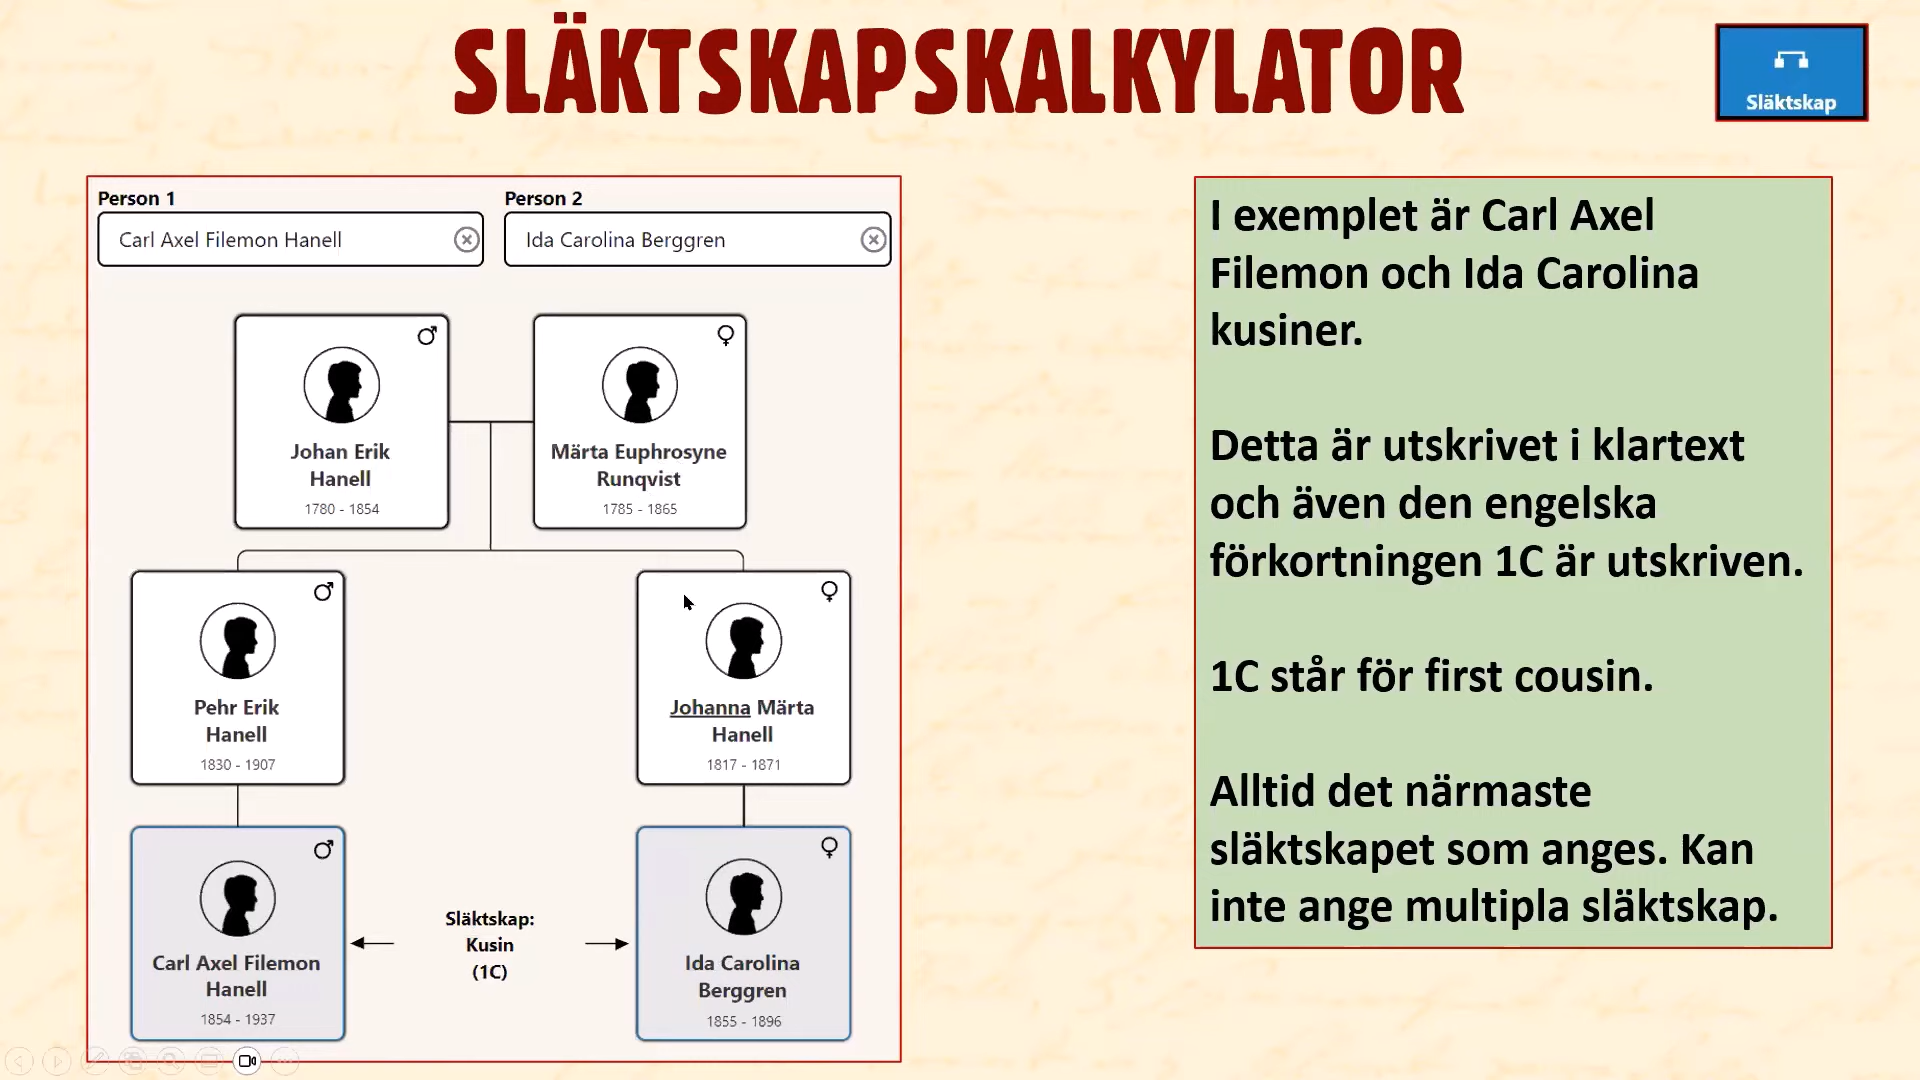 SLÄKTSKAPSKALKYLATOR
Släktskap
Person 1
Person 2
Carl Axel Filemon Hanell
Ida Carolina Berggren
Johan Erik
Hanell
1780 - 1854
Märta Euphrosyne
Runqvist
1785 - 1865
Pehr Erik
Hanell
1830 - 1907
Johanna Märta
Hanell
1817 - 1871
Carl Axel Filemon
Hanell
1854 - 1937
Släktskap:
Kusin
(1C)
Ida Carolina
Berggren
1855 - 1896
I exemplet är Carl Axel
Filemon och Ida Carolina
kusiner.
Detta är utskrivet i klartext
och även den engelska
förkortningen 1C är utskriven.
1C står för first cousin.
Alltid det närmaste
släktskapet som anges. Kan
inte ange multipla släktskap.